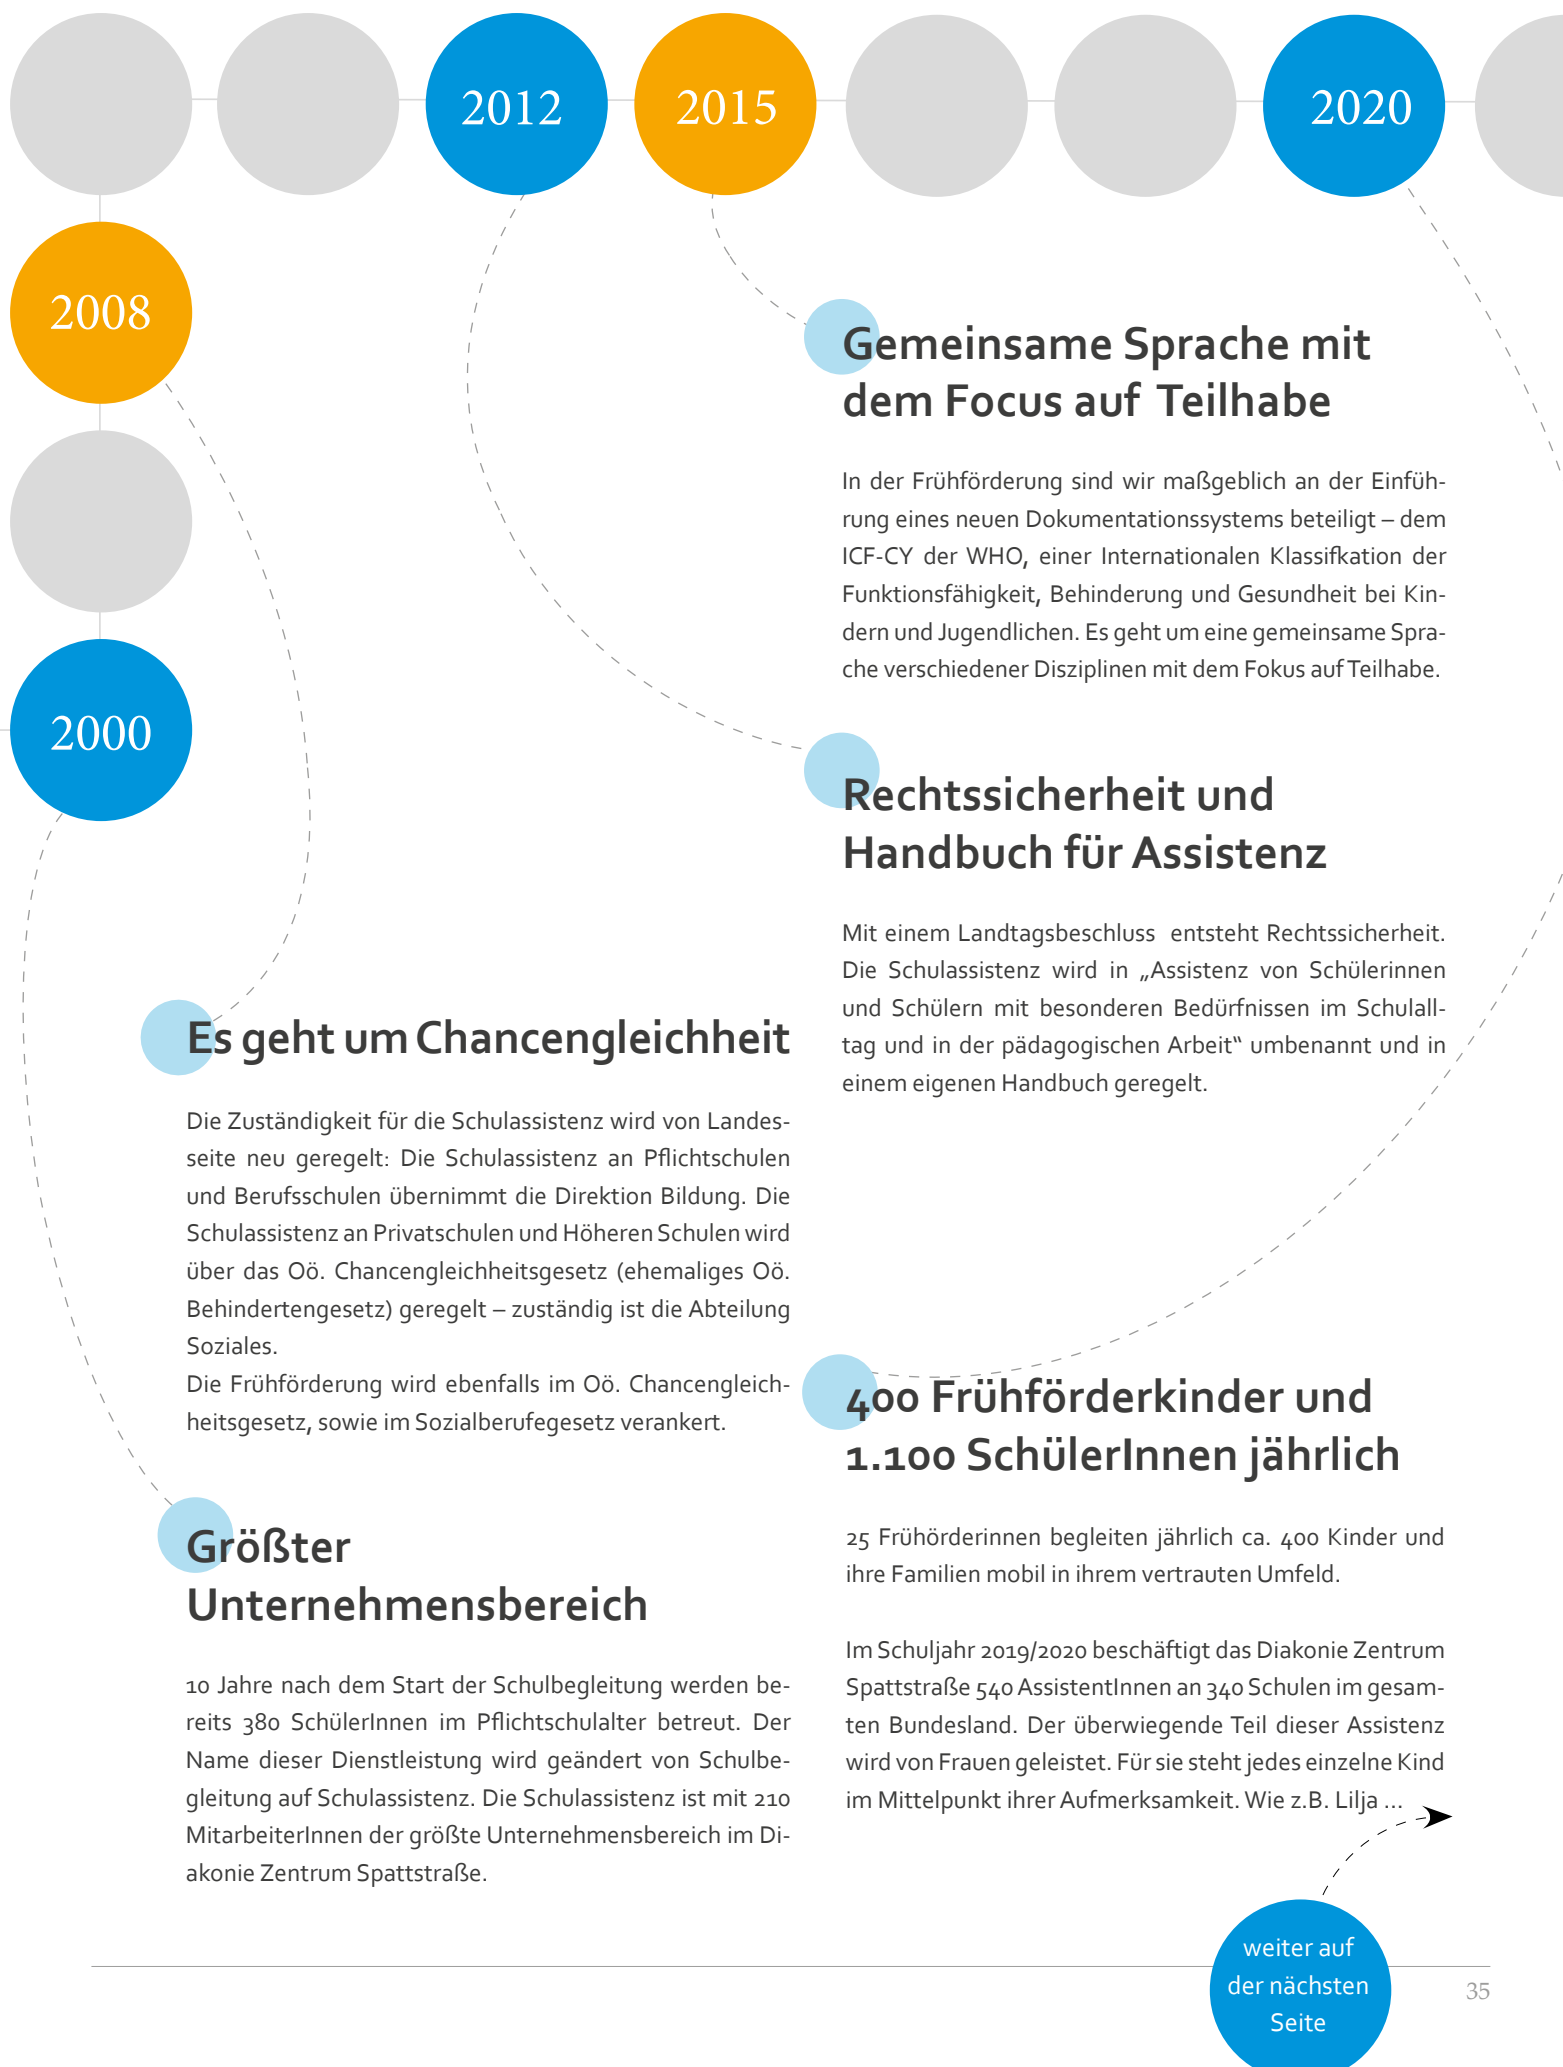 2012
2015
2020
2008
2000
Gemeinsame Sprache mit
dem Focus auf Teilhabe
In der Frühförderung sind wir maßgeblich an der Einfüh-
rung eines neuen Dokumentationssystems beteiligt – dem
ICF-CY der WHO, einer Internationalen Klassifkation der
Funktionsfähigkeit, Behinderung und Gesundheit bei Kin-
dern und Jugendlichen. Es geht um eine gemeinsame Spra-
che verschiedener Disziplinen mit dem Fokus auf Teilhabe.
Rechtssicherheit und
Handbuch für Assistenz
Mit einem Landtagsbeschluss entsteht Rechtssicherheit.
Die Schulassistenz wird in „Assistenz von Schülerinnen
und Schülern mit besonderen Bedürfnissen im Schulall-
tag und in der pädagogischen Arbeit“ umbenannt und in
einem eigenen Handbuch geregelt.
Es geht um Chancengleichheit
Die Zuständigkeit für die Schulassistenz wird von Landes-
seite neu geregelt: Die Schulassistenz an Pflichtschulen
und Berufsschulen übernimmt die Direktion Bildung. Die
Schulassistenz an Privatschulen und Höheren Schulen wird
über das Oö. Chancengleichheitsgesetz (ehemaliges Oö.
Behindertengesetz) geregelt – zuständig ist die Abteilung
Soziales.
Die Frühförderung wird ebenfalls im Oö. Chancengleich-
heitsgesetz, sowie im Sozialberufegesetz verankert.
Größter
Unternehmensbereich
10 Jahre nach dem Start der Schulbegleitung werden be-
reits 380 SchülerInnen im Pflichtschulalter betreut. Der
Name dieser Dienstleistung wird geändert von Schulbe-
gleitung auf Schulassistenz. Die Schulassistenz ist mit 210
MitarbeiterInnen der größte Unternehmensbereich im Di-
akonie Zentrum Spattstraße.
400 Frühförderkinder und
1.100 SchülerInnen jährlich
25 Frühörderinnen begleiten jährlich ca. 400 Kinder und
ihre Familien mobil in ihrem vertrauten Umfeld.
Im Schuljahr 2019/2020 beschäftigt das Diakonie Zentrum
Spattstraße 540 AssistentInnen an 340 Schulen im gesam-
ten Bundesland. Der überwiegende Teil dieser Assistenz
wird von Frauen geleistet. Für sie steht jedes einzelne Kind
im Mittelpunkt ihrer Aufmerksamkeit. Wie z.B. Lilja ...
weiter auf
der nächsten
Seite
35